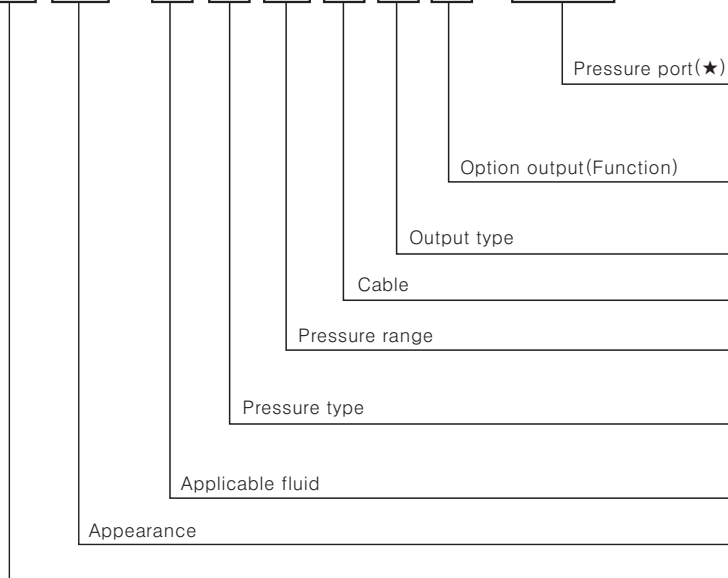 Pressure port(★)
Option output(Function)
Output type
Cable
Pressure range
Pressure type
Applicable fluid
Appearance